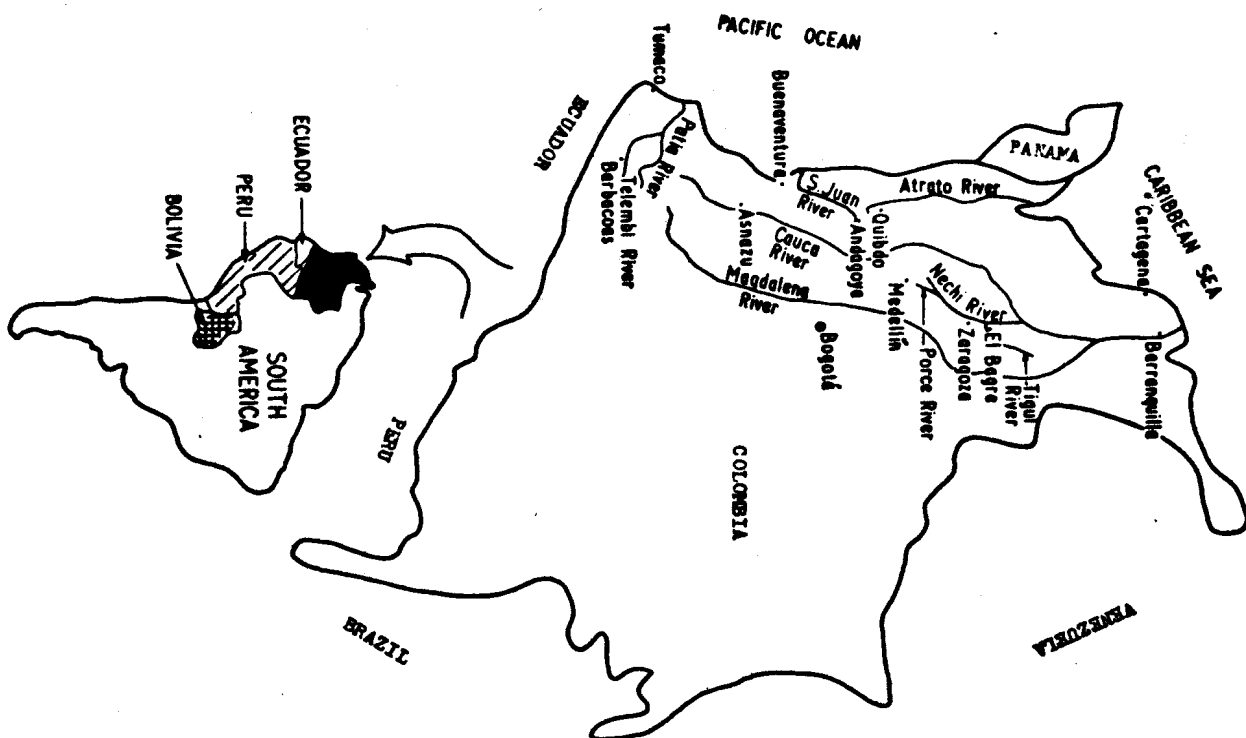 PACIFIC OCEAN
CARIBBEAN SEA
PANAMA
Cartagena
Barranquilla
Atrato River
Tumaco
Buenaventura
S. Juan
River
Quibdo
Andagoya
Nechi River
El Bagre
Zaragoza
Tigui
River
Porce River
Medellín
Cauca
River
Asnazu
Magdalena
River
Bogotá
Patia River
Telembi River
Barbacoas
ECUADOR
COLOMBIA
VENEZUELA
PERU
BRAZIL
ECUADOR
PERU
BOLIVIA
SOUTH
AMERICA